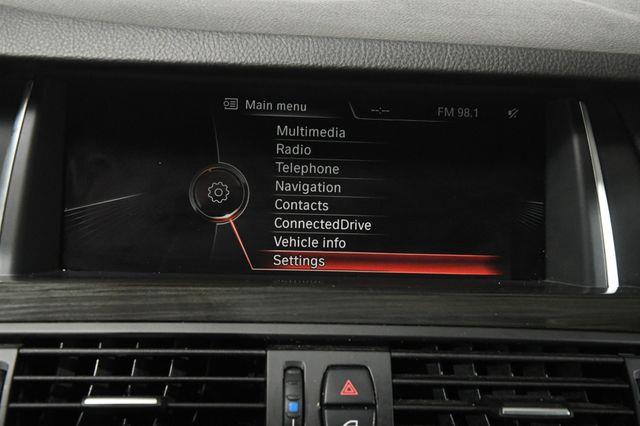 Main menu
--:--
FM 98.1
Multimedia
Radio
Telephone
Navigation
Contacts
ConnectedDrive
Vehicle info
Settings